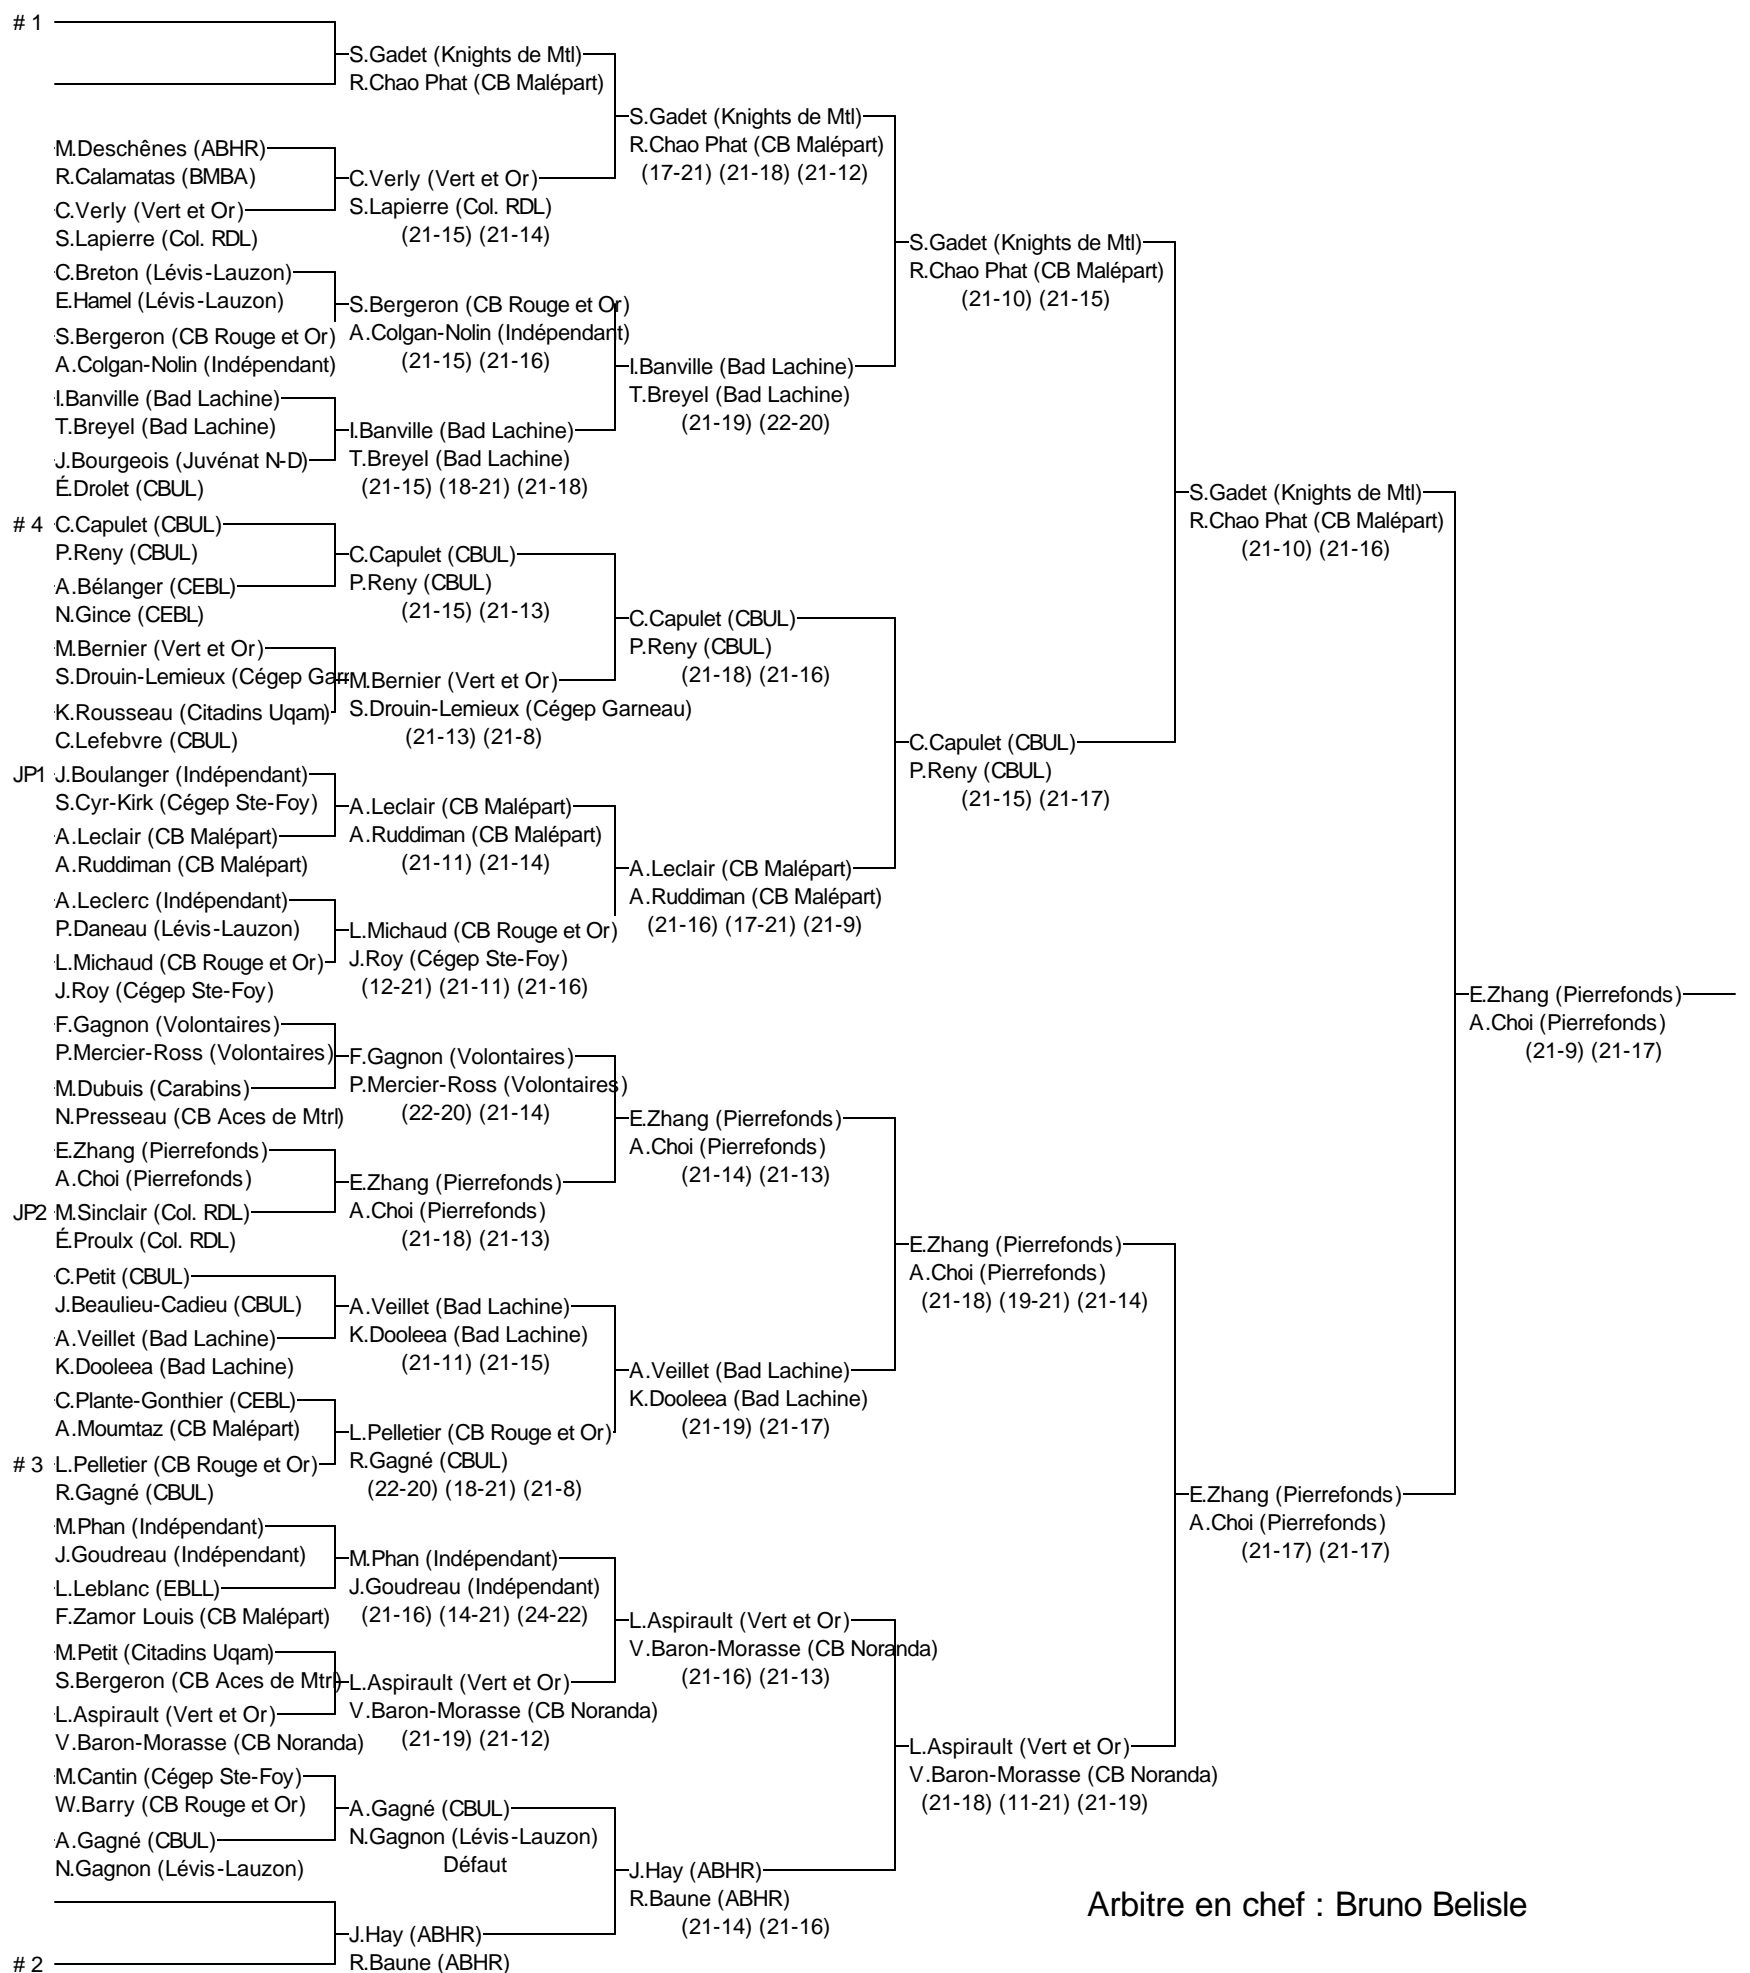 # 1
S.Gadet (Knights de Mtl)
R.Chao Phat (CB Malépart)
M.Deschênes (ABHR)
R.Calamatas (BMBA)
C.Verly (Vert et Or)
S.Lapierre (Col. RDL)
C.Verly (Vert et Or)
S.Lapierre (Col. RDL)
(21-15) (21-14)
S.Gadet (Knights de Mtl)
R.Chao Phat (CB Malépart)
(17-21) (21-18) (21-12)
C.Breton (Lévis-Lauzon)
E.Hamel (Lévis-Lauzon)
S.Bergeron (CB Rouge et Or)
A.Colgan-Nolin (Indépendant)
S.Bergeron (CB Rouge et Or)
A.Colgan-Nolin (Indépendant)
(21-15) (21-16)
I.Banville (Bad Lachine)
T.Breyel (Bad Lachine)
J.Bourgeois (Juvénat N-D)
É.Drolet (CBUL)
I.Banville (Bad Lachine)
T.Breyel (Bad Lachine)
(21-15) (18-21) (21-18)
I.Banville (Bad Lachine)
T.Breyel (Bad Lachine)
(21-19) (22-20)
S.Gadet (Knights de Mtl)
R.Chao Phat (CB Malépart)
(21-10) (21-15)
# 4 C.Capulet (CBUL)
P.Reny (CBUL)
A.Bélanger (CEBL)
N.Gince (CEBL)
C.Capulet (CBUL)
P.Reny (CBUL)
(21-15) (21-13)
M.Bernier (Vert et Or)
S.Drouin-Lemieux (Cégep Garr
K.Rousseau (Citadins Uqam)
C.Lefebvre (CBUL)
M.Bernier (Vert et Or)
S.Drouin-Lemieux (Cégep Garneau)
(21-13) (21-8)
C.Capulet (CBUL)
P.Reny (CBUL)
(21-18) (21-16)
JP1 J.Boulanger (Indépendant)
S.Cyr-Kirk (Cégep Ste-Foy)
A.Leclair (CB Malépart)
A.Ruddiman (CB Malépart)
A.Leclair (CB Malépart)
A.Ruddiman (CB Malépart)
(21-11) (21-14)
A.Leclerc (Indépendant)
P.Daneau (Lévis-Lauzon)
L.Michaud (CB Rouge et Or)
J.Roy (Cégep Ste-Foy)
L.Michaud (CB Rouge et Or)
J.Roy (Cégep Ste-Foy)
(12-21) (21-11) (21-16)
A.Leclair (CB Malépart)
A.Ruddiman (CB Malépart)
(21-16) (17-21) (21-9)
C.Capulet (CBUL)
P.Reny (CBUL)
(21-15) (21-17)
S.Gadet (Knights de Mtl)
R.Chao Phat (CB Malépart)
(21-10) (21-16)
F.Gagnon (Volontaires)
P.Mercier-Ross (Volontaires)
M.Dubuis (Carabins)
N.Presseau (CB Aces de Mtrl)
F.Gagnon (Volontaires)
P.Mercier-Ross (Volontaires)
(22-20) (21-14)
E.Zhang (Pierrefonds)
A.Choi (Pierrefonds)
JP2 M.Sinclair (Col. RDL)
É.Proulx (Col. RDL)
E.Zhang (Pierrefonds)
A.Choi (Pierrefonds)
(21-18) (21-13)
E.Zhang (Pierrefonds)
A.Choi (Pierrefonds)
(21-14) (21-13)
C.Petit (CBUL)
J.Beaulieu-Cadieu (CBUL)
A.Veillet (Bad Lachine)
K.Dooleea (Bad Lachine)
A.Veillet (Bad Lachine)
K.Dooleea (Bad Lachine)
(21-11) (21-15)
C.Plante-Gonthier (CEBL)
A.Moumtaz (CB Malépart)
# 3 L.Pelletier (CB Rouge et Or)
R.Gagné (CBUL)
L.Pelletier (CB Rouge et Or)
R.Gagné (CBUL)
(22-20) (18-21) (21-8)
A.Veillet (Bad Lachine)
K.Dooleea (Bad Lachine)
(21-19) (21-17)
E.Zhang (Pierrefonds)
A.Choi (Pierrefonds)
(21-18) (19-21) (21-14)
M.Phan (Indépendant)
J.Goudreau (Indépendant)
L.Leblanc (EBLL)
F.Zamor Louis (CB Malépart)
M.Phan (Indépendant)
J.Goudreau (Indépendant)
(21-16) (14-21) (24-22)
M.Petit (Citadins Uqam)
S.Bergeron (CB Aces de Mtrl)
L.Aspirault (Vert et Or)
V.Baron-Morasse (CB Noranda)
L.Aspirault (Vert et Or)
V.Baron-Morasse (CB Noranda)
(21-19) (21-12)
L.Aspirault (Vert et Or)
V.Baron-Morasse (CB Noranda)
(21-16) (21-13)
M.Cantin (Cégep Ste-Foy)
W.Barry (CB Rouge et Or)
A.Gagné (CBUL)
N.Gagnon (Lévis-Lauzon)
A.Gagné (CBUL)
N.Gagnon (Lévis-Lauzon)
Défaut
# 2
J.Hay (ABHR)
R.Baune (ABHR)
J.Hay (ABHR)
R.Baune (ABHR)
(21-14) (21-16)
L.Aspirault (Vert et Or)
V.Baron-Morasse (CB Noranda)
(21-18) (11-21) (21-19)
E.Zhang (Pierrefonds)
A.Choi (Pierrefonds)
(21-17) (21-17)
E.Zhang (Pierrefonds)
A.Choi (Pierrefonds)
(21-9) (21-17)
Arbitre en chef : Bruno Belisle